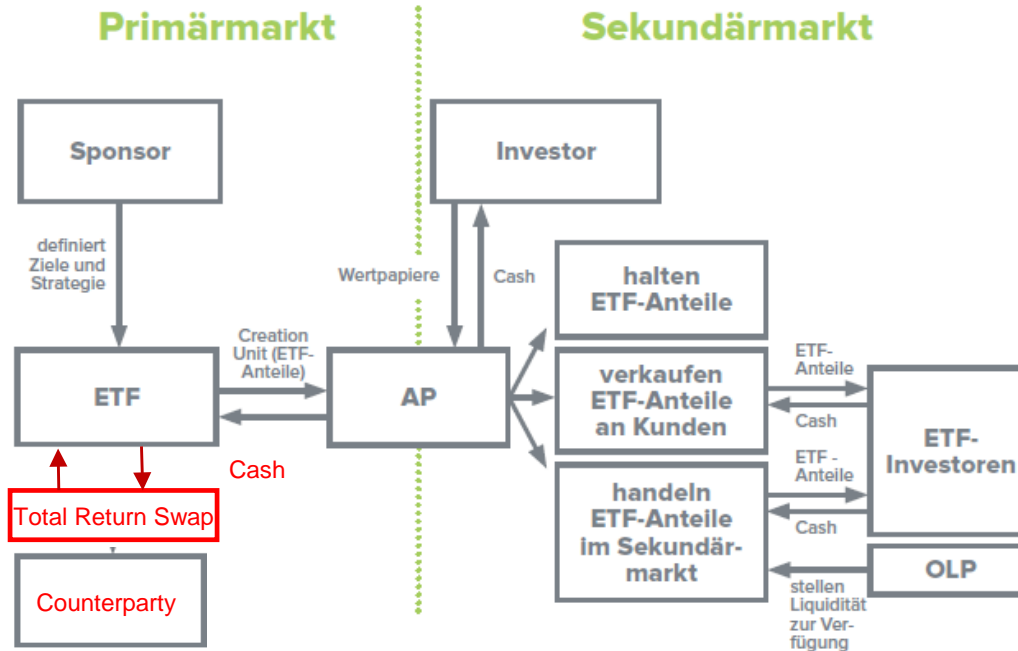 Primärmarkt
Sekundärmarkt
Sponsor
Investor
definiert
Ziele und
Strategie
Wertpapiere
Cash
halten
ETF-Anteile
Creation
Unit (ETF-
Anteile)
ETF
AP
verkaufen
ETF-Anteile
an Kunden
ETF-
Anteile
Cash
ETF-
Investoren
Cash
ETF -
Anteile
Total Return Swap
handeln
ETF-Anteile
im Sekundär-
markt
Cash
Counterparty
OLP
stellen
Liquidität
zur Ver-
fügung